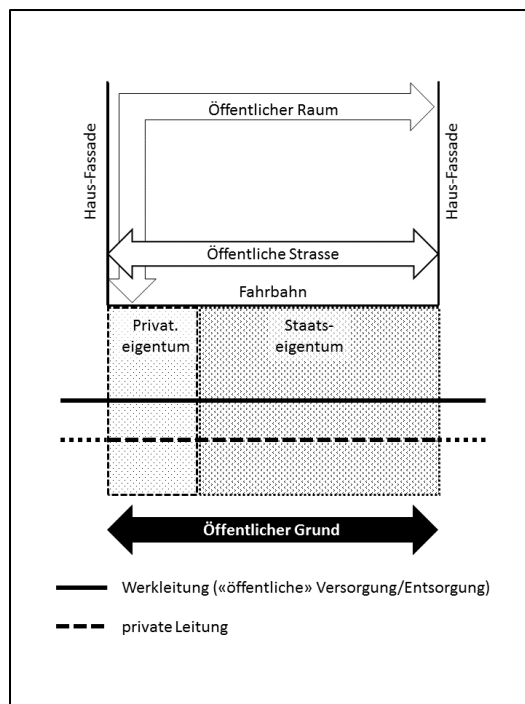 Öffentlicher Raum
Haus-Fassade
Haus-Fassade
Öffentliche Strasse
Fahrbahn
Privat.
eigentum
Staats-
eigentum
Öffentlicher Grund
Werkleitung («öffentliche» Versorgung/Entsorgung)
private Leitung